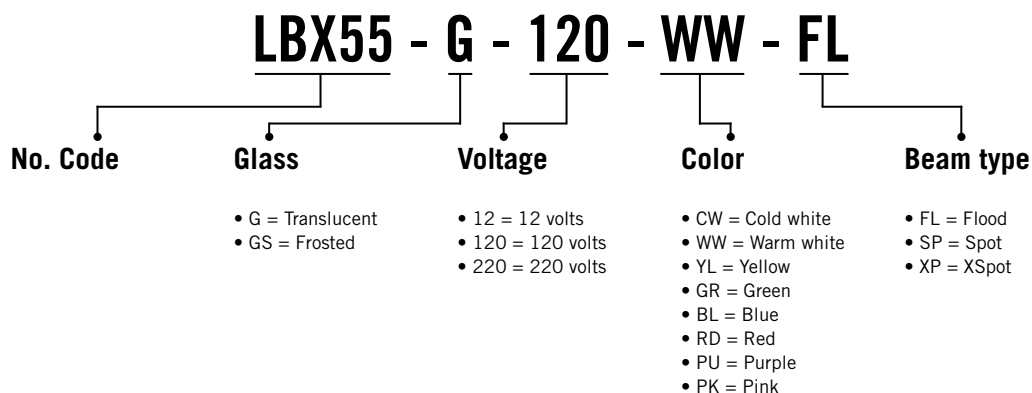 LBX55 - G - 120 - WW - FL
No. Code
Glass
• G = Translucent
• GS = Frosted
Voltage
• 12 = 12 volts
• 120 = 120 volts
• 220 = 220 volts
Color
• CW = Cold white
• WW = Warm white
• YL = Yellow
• GR = Green
• BL = Blue
• RD = Red
• PU = Purple
• PK = Pink
Beam type
• FL = Flood
• SP = Spot
• XP = XSpot